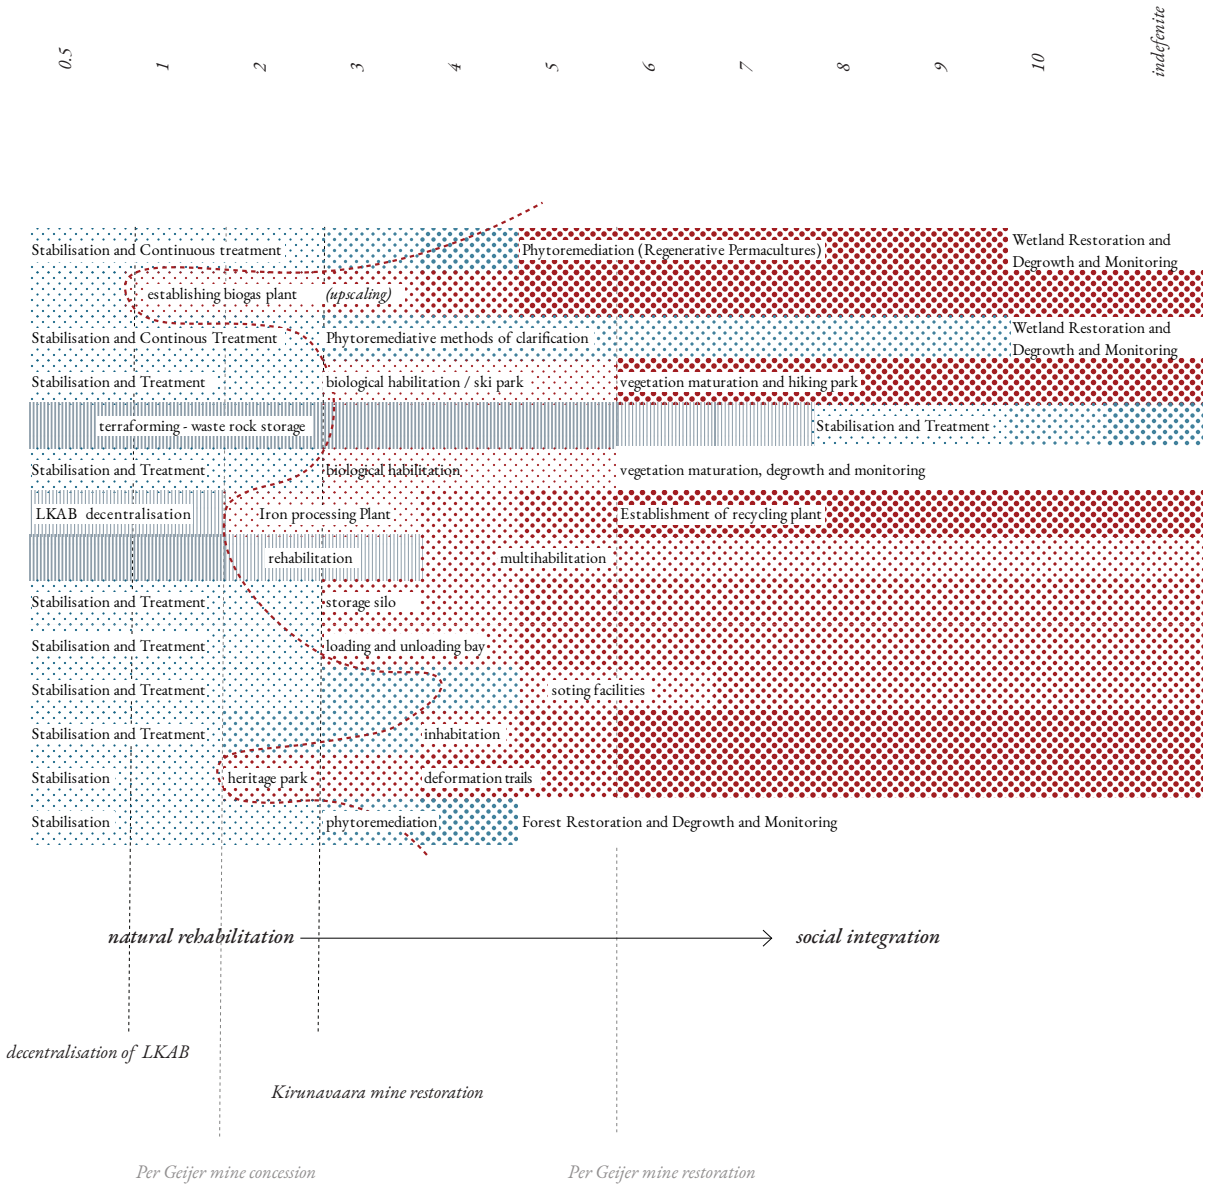 0.5 1 2 3 4 5 6 7 8 9 10 indefenite
Stabilisation and Continuous treatment Phytoremediation (Regenerative Permacultures) Wetland Restoration and
Degrowth and Monitoring
establishing biogas plant (upscaling)
Stabilisation and Continous Treatment Phytoremediative methods of clarification Wetland Restoration and
Degrowth and Monitoring
Stabilisation and Treatment biological habilitation / ski park vegetation maturation and hiking park
terraforming - waste rock storage Stabilisation and Treatment
Stabilisation and Treatment biological habilitation vegetation maturation, degrowth and monitoring
LKAB decentralisation Iron processing Plant Establishment of recycling plant
rehabilitation multihabilitation
Stabilisation and Treatment storage silo
Stabilisation and Treatment loading and unloading bay
Stabilisation and Treatment soting facilities
Stabilisation and Treatment inhabitation
Stabilisation heritage park deformation trails
Stabilisation phytoremediation Forest Restoration and Degrowth and Monitoring
natural rehabilitation social integration
decentralisation of LKAB
Kirunavaara mine restoration
Per Geijer mine concession Per Geijer mine restoration